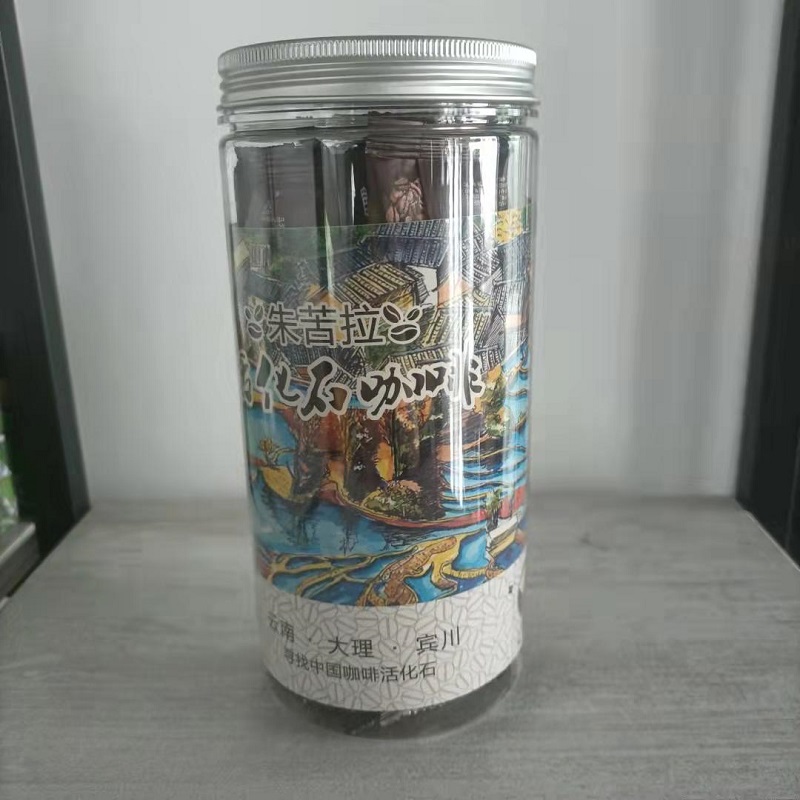 朱苦拉
活化石咖啡
云南 · 大理 · 宾川
寻找中国咖啡活化石